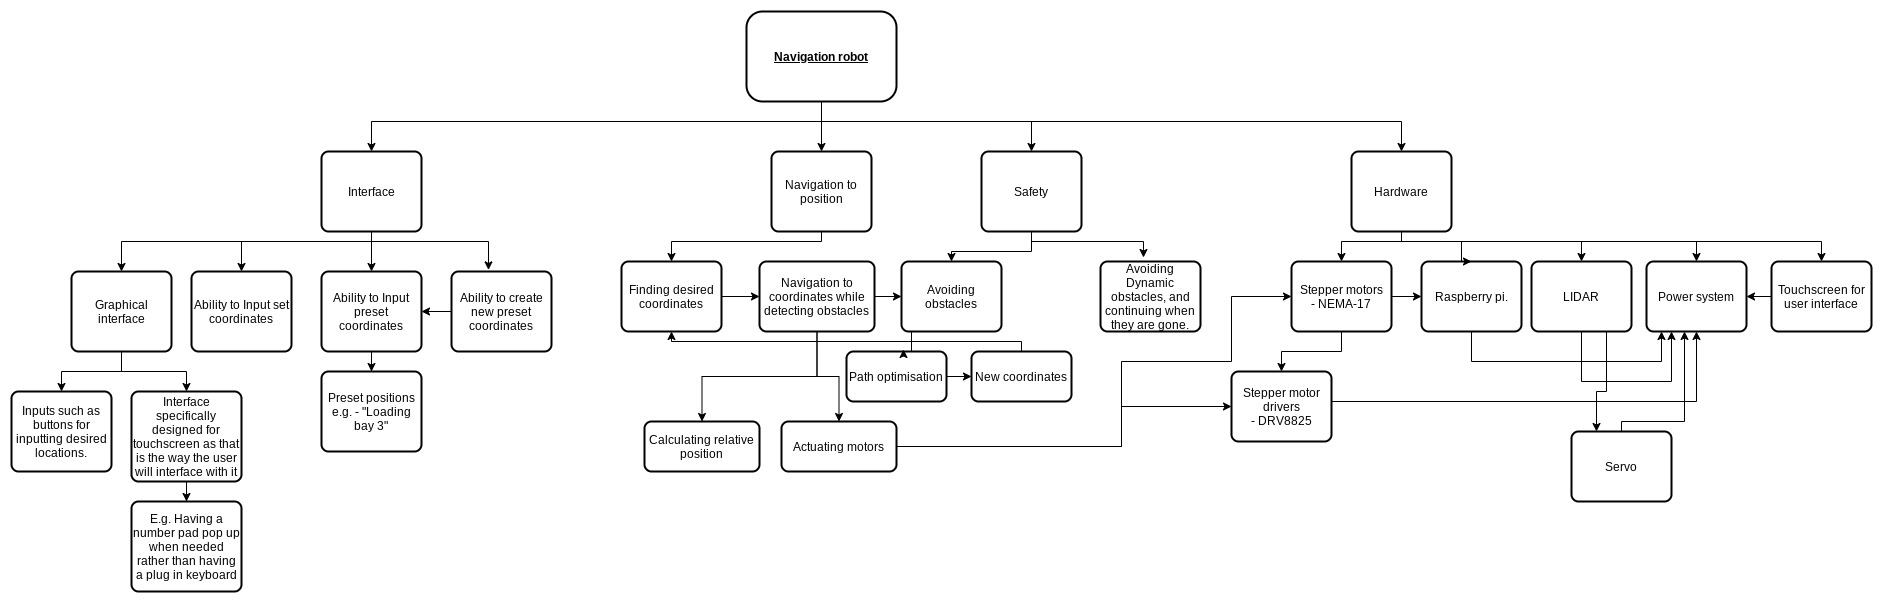 Navigation robot
Interface
Navigation to
position
Safety
Hardware
Graphical
interface
Ability to Input set
coordinates
Ability to Input
preset
coordinates
Ability to create
new preset
coordinates
Finding desired
coordinates
Navigation to
coordinates while
detecting obstacles
Avoiding
obstacles
Avoiding
Dynamic
obstacles, and
continuing when
they are gone.
Stepper motors
- NEMA-17
Raspberry pi.
LIDAR
Power system
Touchscreen for
user interface
Inputs such as
buttons for
inputting desired
locations.
Interface
specifically
designed for
touchscreen as that
is the way the user
will interface with it
Preset positions
e.g. - "Loading
bay 3"
Path optimisation
New coordinates
Stepper motor
drivers
- DRV8825
Calculating relative
position
Actuating motors
Servo
E.g. Having a
number pad pop up
when needed
rather than having
a plug in keyboard